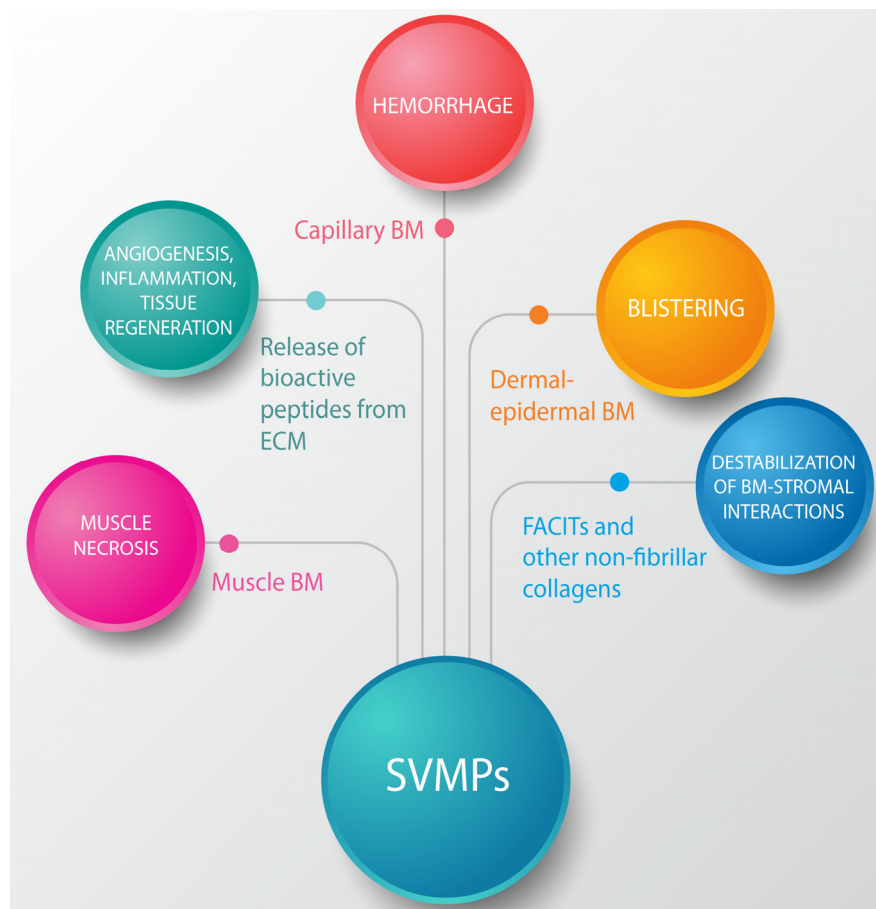 HEMORRHAGE
Capillary BM
ANGIOGENESIS,
INFLAMMATION,
TISSUE
REGENERATION
Release of
bioactive
peptides from
ECM
BLISTERING
Dermal-
epidermal BM
DESTABILIZATION
OF BM-STROMAL
INTERACTIONS
FACITs and
other non-fibrillar
collagens
MUSCLE
NECROSIS
Muscle BM
SVMPs